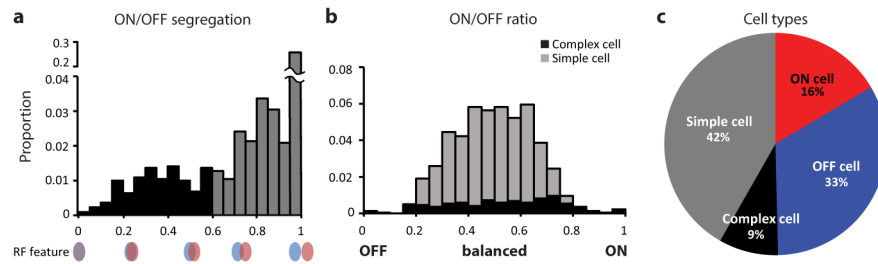 a
ON/OFF segregation
0.3
0.2
0.04
0.03
0.02
0.01
0
Proportion
0 0.2 0.4 0.6 0.8 1
RF feature
b
ON/OFF ratio
Complex cell
Simple cell
0.08
0.06
0.04
0.02
0
0 0.2 0.4 0.6 0.8 1
OFF balanced ON
c
Cell types
ON cell
16%
Simple cell
42%
OFF cell
33%
Complex cell
9%